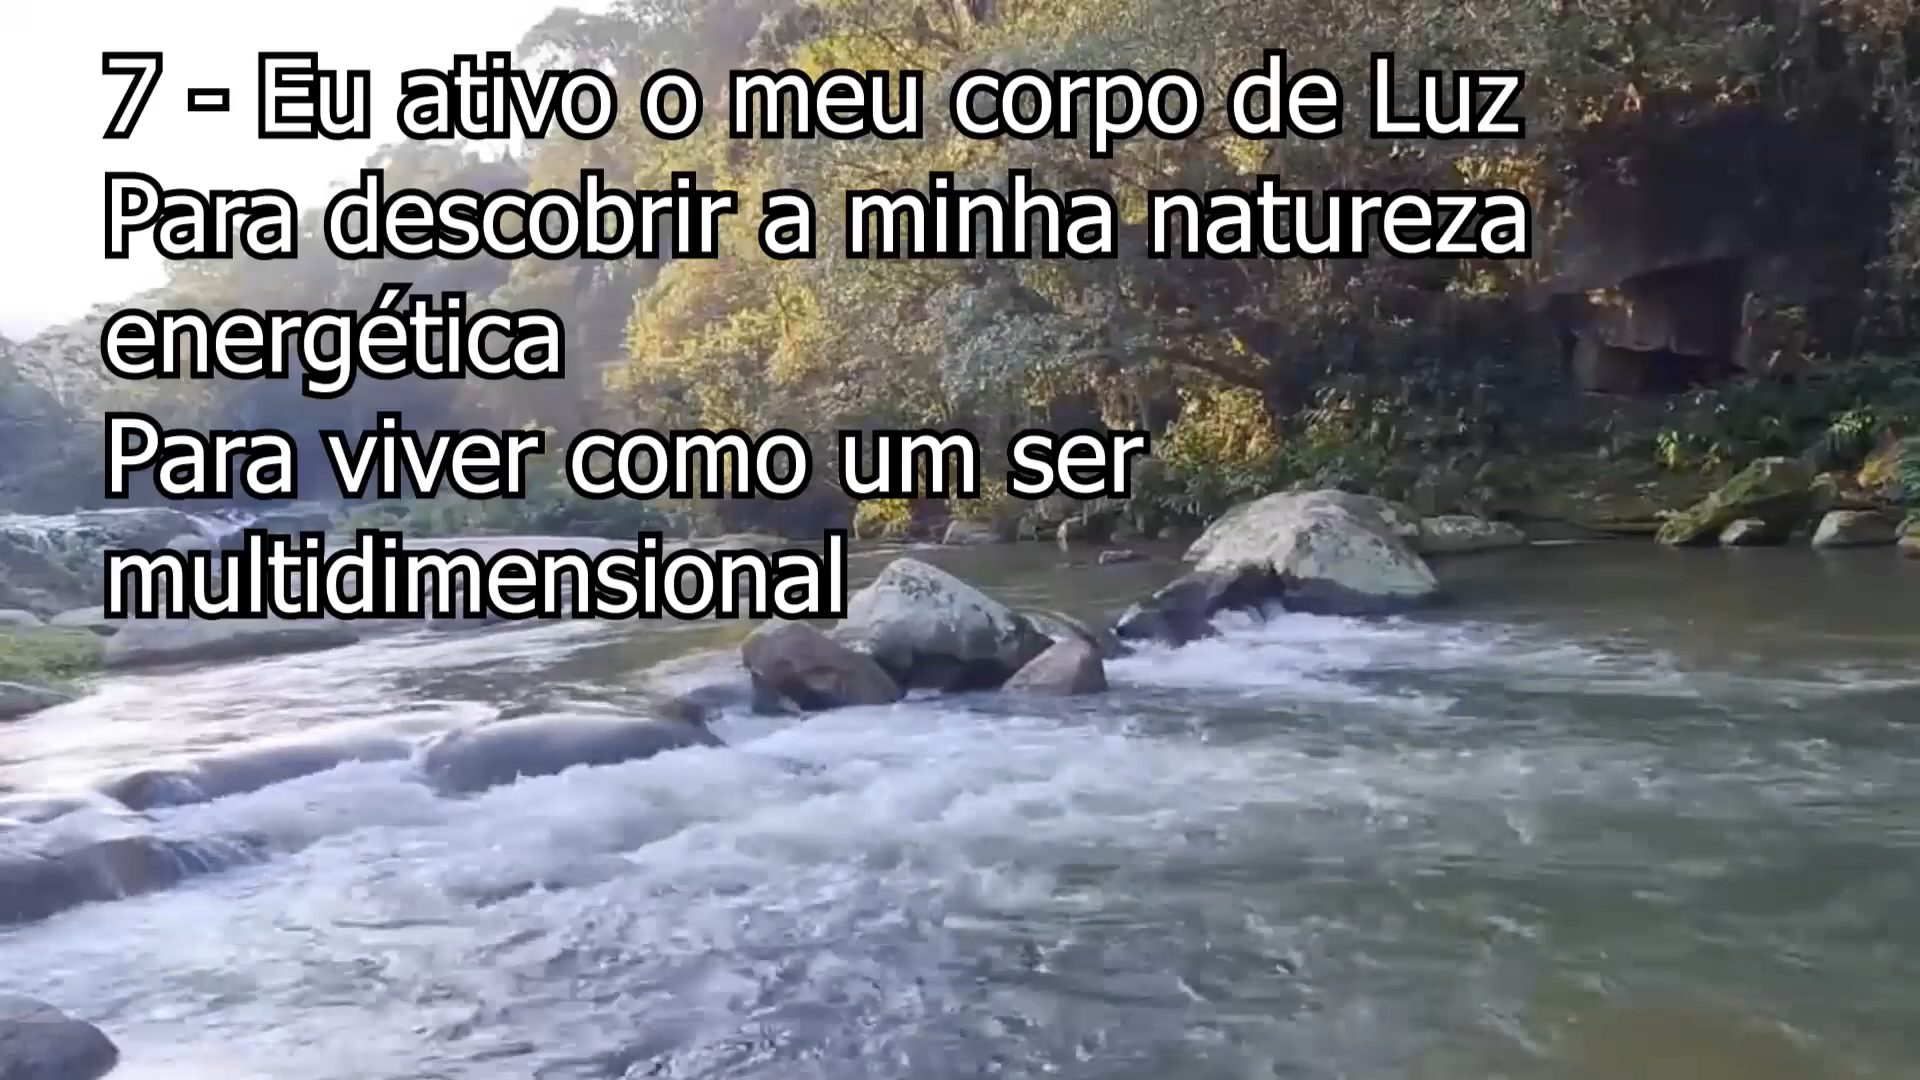 7 - Eu ativo o meu corpo de Luz
Para descobrir a minha natureza
energética
Para viver como um ser
multidimensional